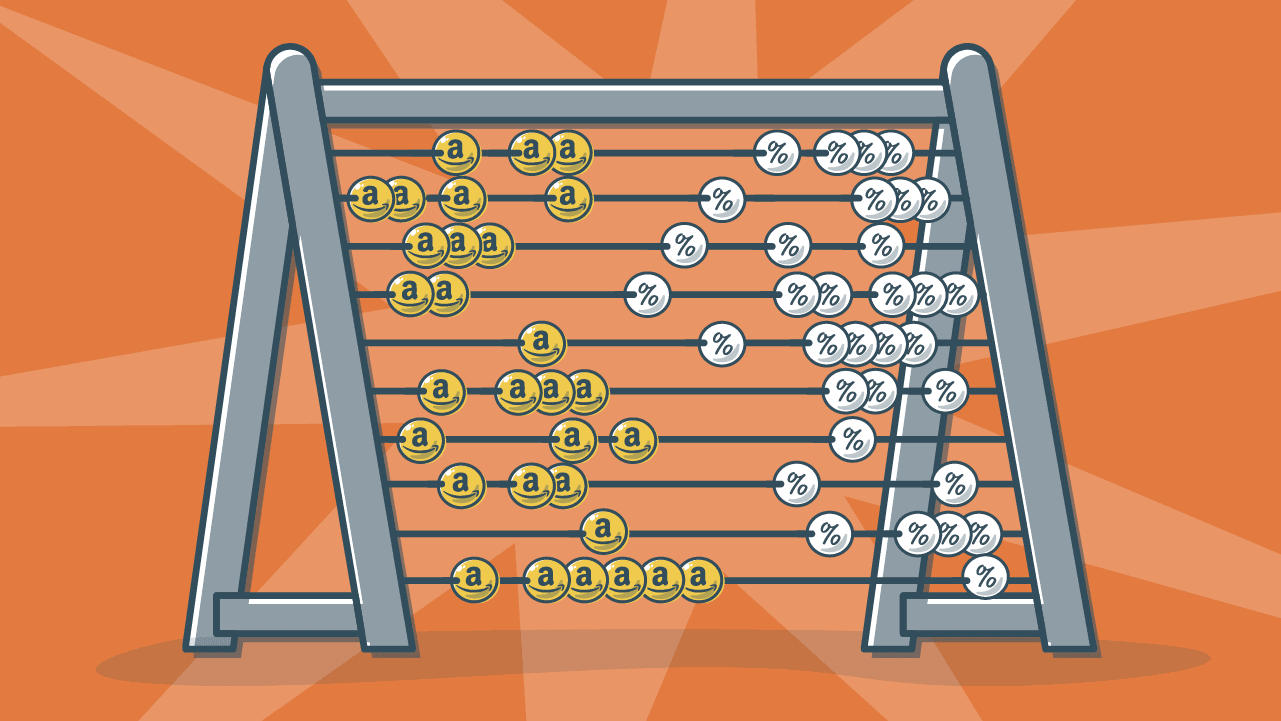 a a a % % % %
a a a a % % % %
a a a % % %
a a % % % % % %
a % % % % %
a a a a % % %
a a a %
a a a % %
a % % % %
a a a a a a %